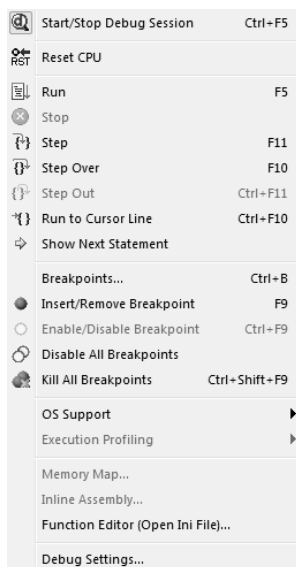 Start/Stop Debug Session Ctrl+F5
RST Reset CPU
Run F5
Stop
Step F11
Step Over F10
Step Out Ctrl+F11
Run to Cursor Line Ctrl+F10
Show Next Statement
Breakpoints... Ctrl+B
Insert/Remove Breakpoint F9
Enable/Disable Breakpoint Ctrl+F9
Disable All Breakpoints
Kill All Breakpoints Ctrl+Shift+F9
OS Support
Execution Profiling
Memory Map...
Inline Assembly...
Function Editor (Open Ini File)...
Debug Settings...